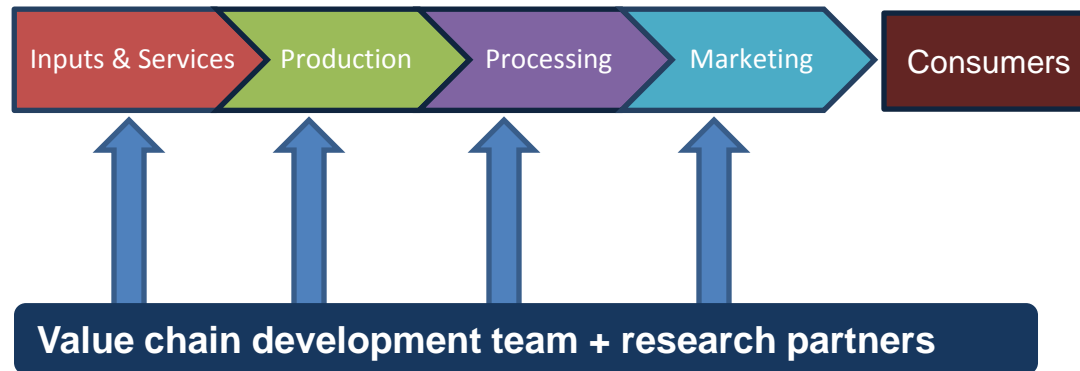 Inputs & Services
Production
Processing
Marketing
Consumers
Value chain development team + research partners